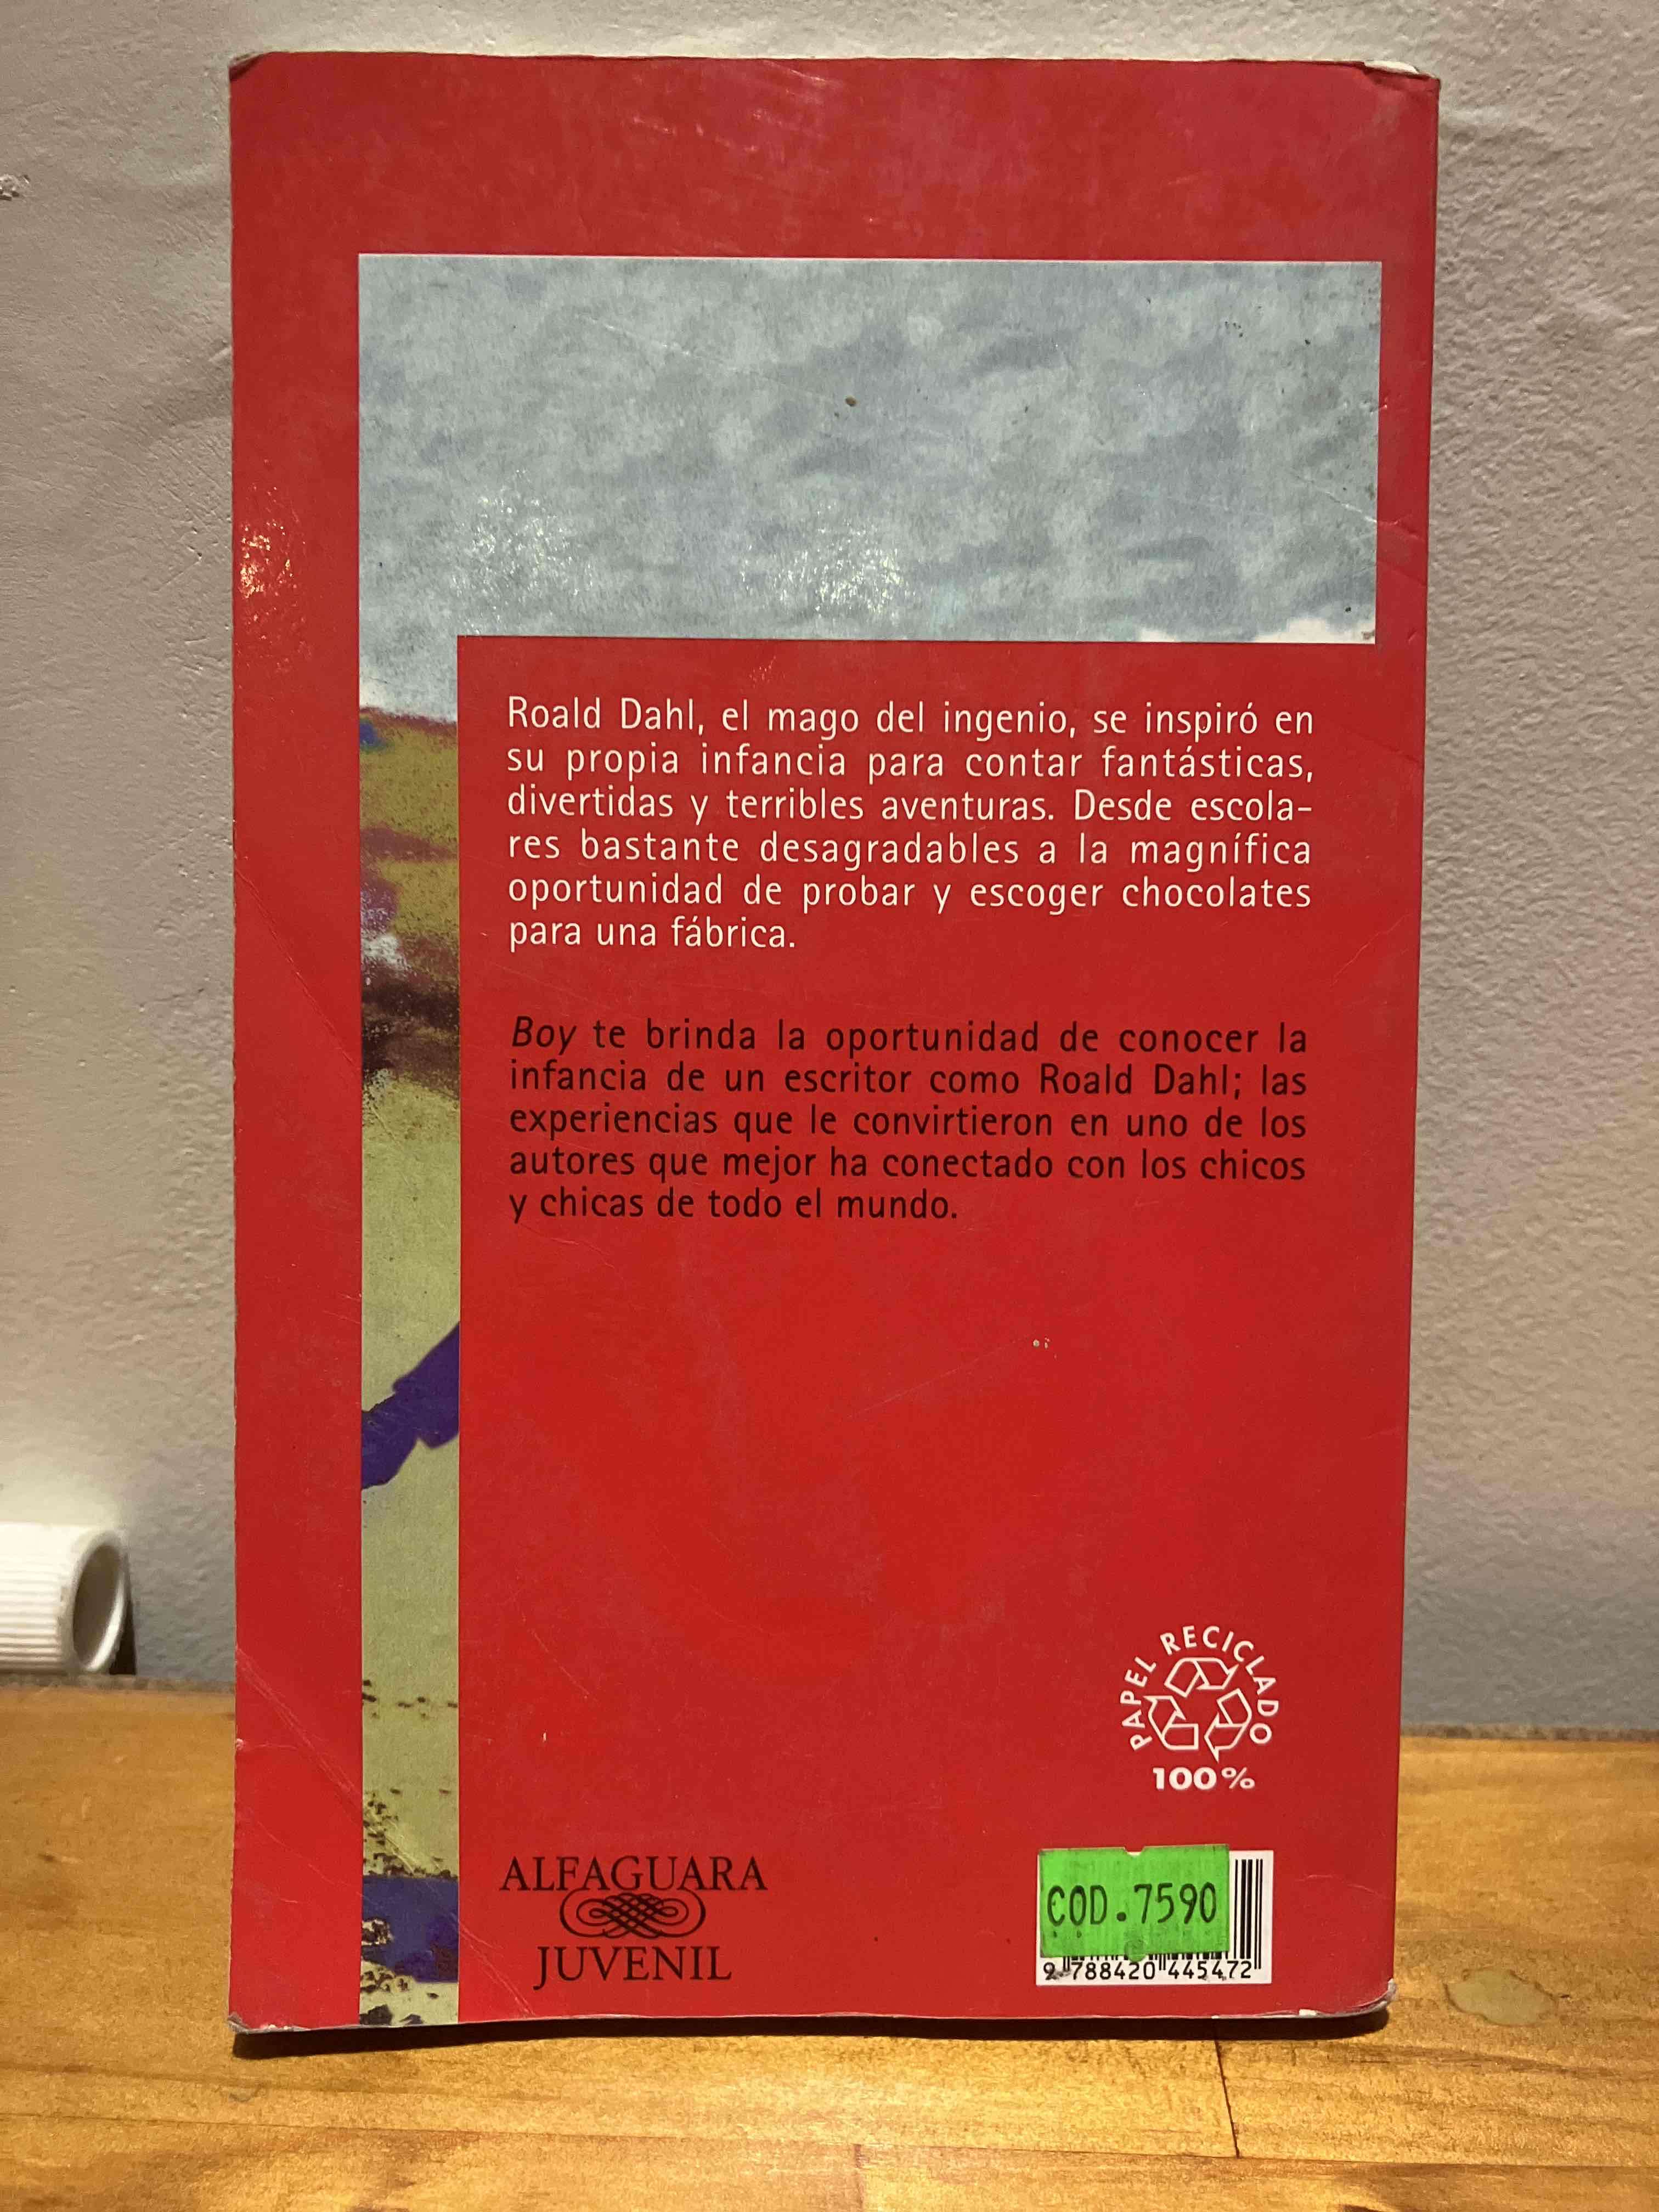 Roald Dahl, el mago del ingenio, se inspiró en
su propia infancia para contar fantásticas,
divertidas y terribles aventuras. Desde escola-
res bastante desagradables a la magnífica
oportunidad de probar y escoger chocolates
para una fábrica.
Boy te brinda la oportunidad de conocer la
infancia de un escritor como Roald Dahl; las
experiencias que le convirtieron en uno de los
autores que mejor ha conectado con los chicos
y chicas de todo el mundo.
PAPEL RECICLADO
100%
ALFAGUARA
JUVENIL
COD.7590
9 788420 445472